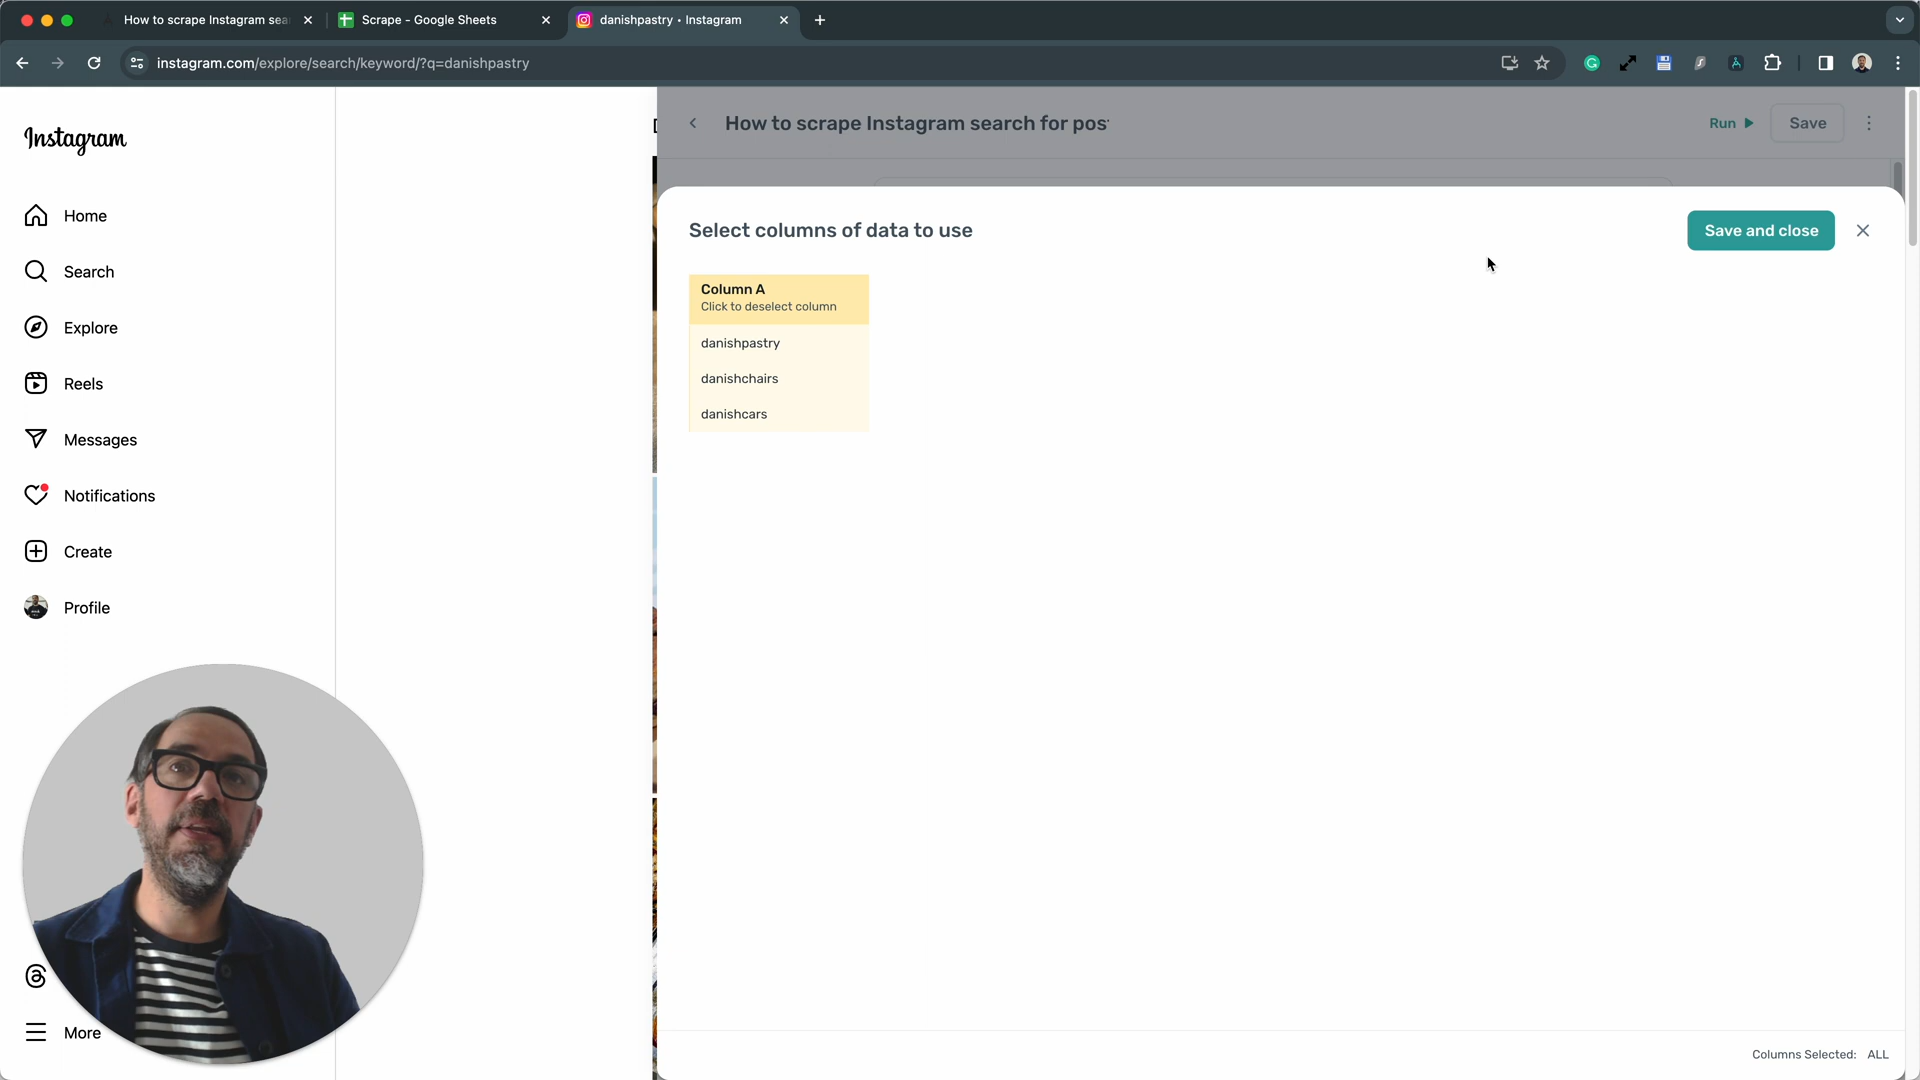 How to scrape Instagram sea
Scrape - Google Sheets
danishpastry • Instagram
instagram.com/explore/search/keyword/?q=danishpastry
Instagram
Home
Search
Explore
Reels
Messages
Notifications
Create
Profile
More
How to scrape Instagram search for pos
Run
Save
Select columns of data to use
Save and close
Column A
Click to deselect column
danishpastry
danishchairs
danishcars
Columns Selected: ALL